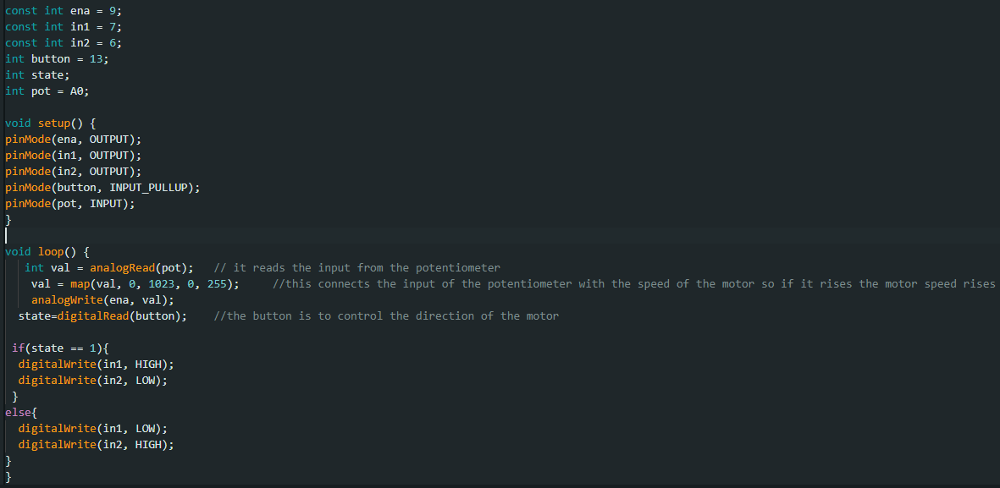 const int ena = 9;
const int in1 = 7;
const int in2 = 6;
int button = 13;
int state;
int pot = A0;
void setup() {
pinMode(ena, OUTPUT);
pinMode(in1, OUTPUT);
pinMode(in2, OUTPUT);
pinMode(button, INPUT_PULLUP);
pinMode(pot, INPUT);
}
void loop() {
int val = analogRead(pot);   // it reads the input from the potentiometer
val = map(val, 0, 1023, 0, 255);     //this connects the input of the potentiometer with the speed of the motor so if it rises the motor speed rises
analogWrite(ena, val);
state=digitalRead(button);    //the button is to control the direction of the motor
if(state == 1){
digitalWrite(in1, HIGH);
digitalWrite(in2, LOW);
}
else{
digitalWrite(in1, LOW);
digitalWrite(in2, HIGH);
}
}